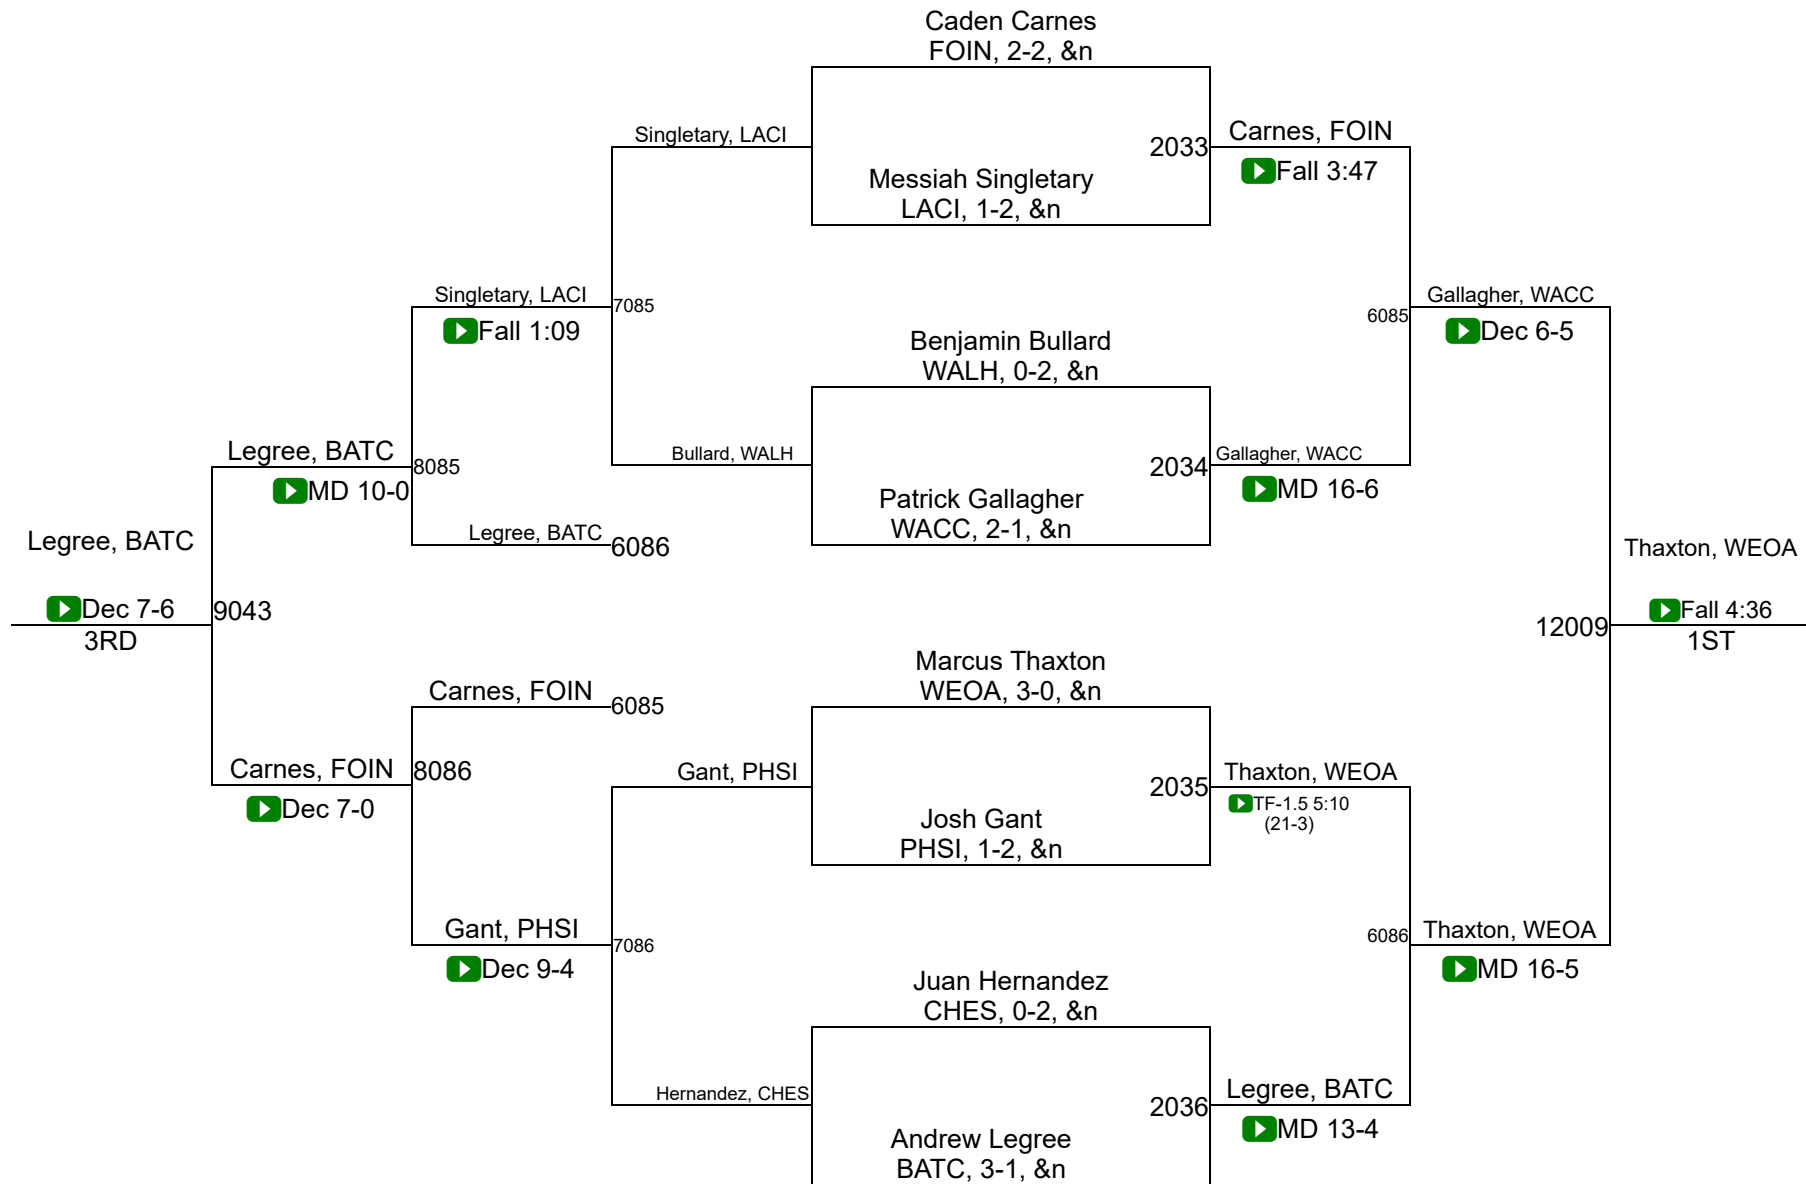 Caden Carnes
FOIN, 2-2, &n
Singletary, LACI
2033
Carnes, FOIN
Fall 3:47
Messiah Singletary
LACI, 1-2, &n
Singletary, LACI
Fall 1:09
7085
6085
Gallagher, WACC
Dec 6-5
Benjamin Bullard
WALH, 0-2, &n
Legree, BATC
MD 10-0
8085
Bullard, WALH
2034
Gallagher, WACC
MD 16-6
Patrick Gallagher
WACC, 2-1, &n
Legree, BATC
6086
Legree, BATC
Dec 7-6
3RD
9043
Thaxton, WEOA
12009
Fall 4:36
1ST
Marcus Thaxton
WEOA, 3-0, &n
Carnes, FOIN
6085
Carnes, FOIN
Dec 7-0
8086
Gant, PHSI
2035
Thaxton, WEOA
TF-1.5 5:10
(21-3)
Josh Gant
PHSI, 1-2, &n
Gant, PHSI
Dec 9-4
7086
6086
Thaxton, WEOA
MD 16-5
Juan Hernandez
CHES, 0-2, &n
Hernandez, CHES
2036
Legree, BATC
MD 13-4
Andrew Legree
BATC, 3-1, &n